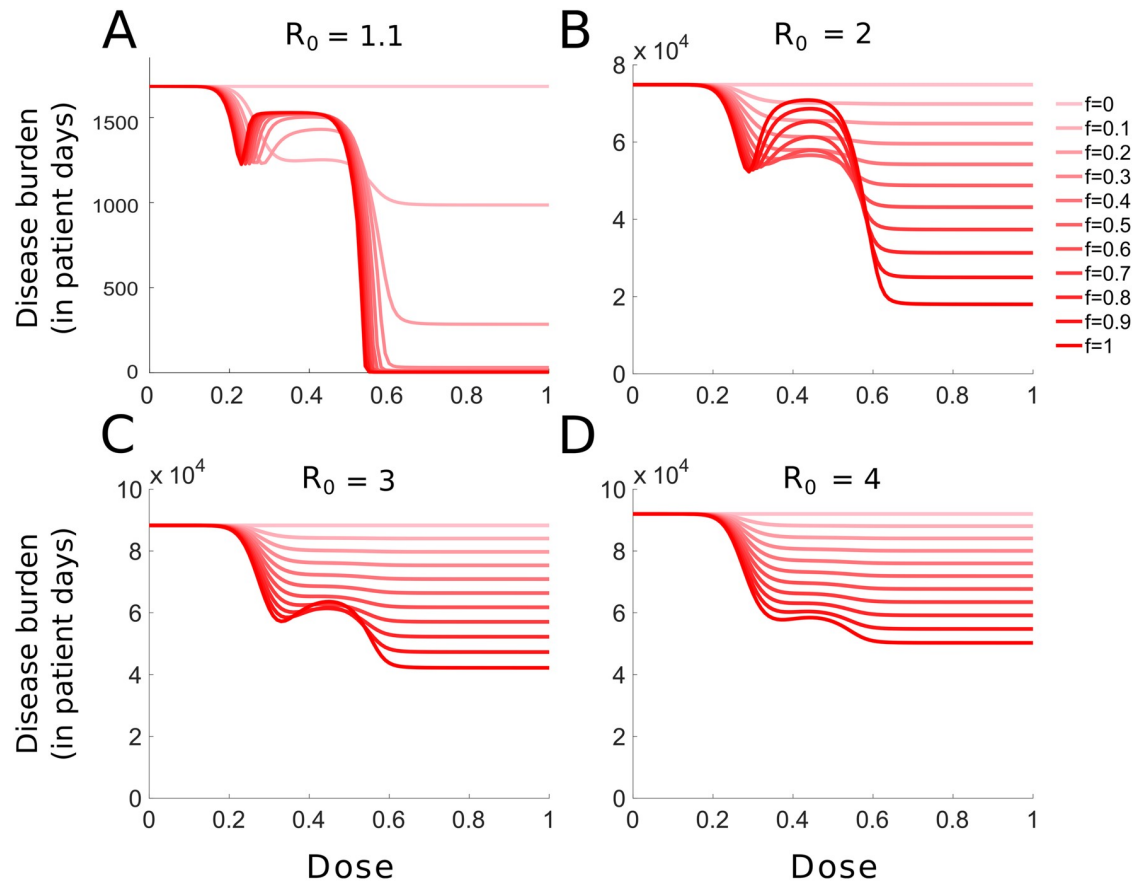 A
R0 = 1.1
Disease burden
(in patient days)
1500
1000
500
0
0 0.2 0.4 0.6 0.8 1
B
R0 = 2
x 10^4
8
6
4
2
0
0 0.2 0.4 0.6 0.8 1
f=0
f=0.1
f=0.2
f=0.3
f=0.4
f=0.5
f=0.6
f=0.7
f=0.8
f=0.9
f=1
C
R0 = 3
x 10^4
Disease burden
(in patient days)
10
8
6
4
2
0
0 0.2 0.4 0.6 0.8 1
Dose
D
R0 = 4
x 10^4
10
8
6
4
2
0
0 0.2 0.4 0.6 0.8 1
Dose